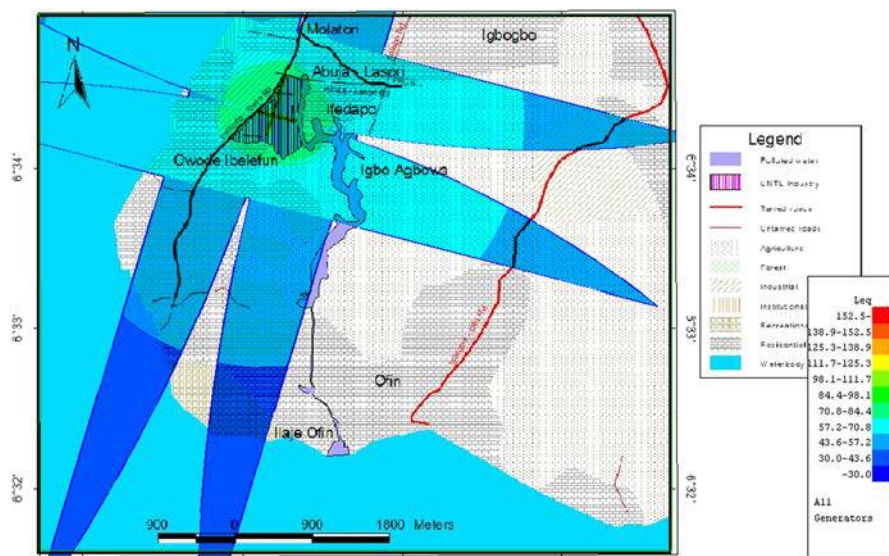 Molaton
Igbogbo
N
Abuja - Lason
Ifedapo
Owode Ibelefun
Igbo Agbowa
6°34'
6°34'
6°33'
6°33'
Ofin
Ilaje Ofin
6°32'
6°32'
900 0 900 1800 Meters
Legend
Polluted water
UNTL Industry
Tarred roads
Untarred roads
Agriculture
Forest
Industrial
Institutional
Recreation
Residential
Waterbody
Leq
152.5-
138.9-152.5
125.3-138.9
111.7-125.3
98.1-111.7
84.4-98.1
70.8-84.4
57.2-70.8
43.6-57.2
30.0-43.6
-30.0
All
Generators